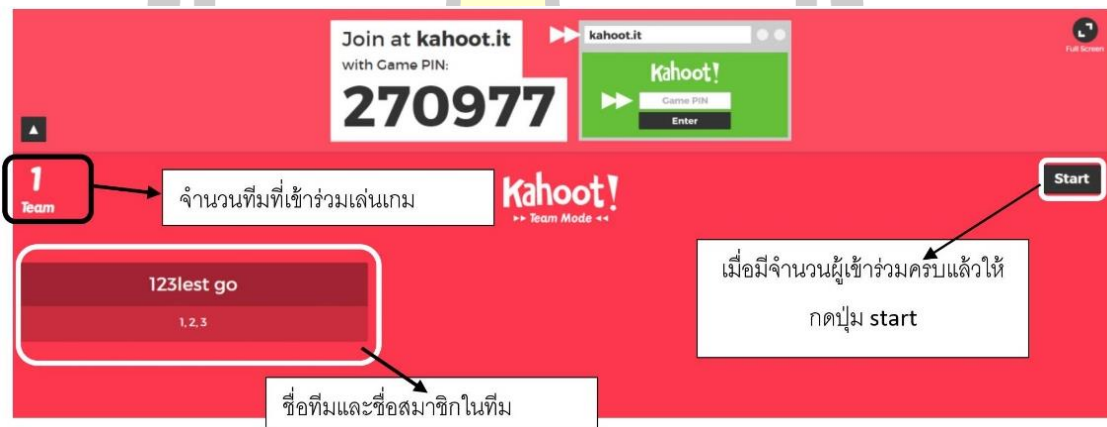 Join at kahoot.it
with Game PIN:
270977
kahoot.it
Kahoot!
Game PIN
Enter
Full Screen
1
Team
จำนวนทีมที่เข้าร่วมเล่นเกม
Kahoot!
Team Mode
Start
123lest go
1, 2, 3
เมื่อมีจำนวนผู้เข้าร่วมครบแล้วให้
กดปุ่ม start
ชื่อทีมและชื่อสมาชิกในทีม